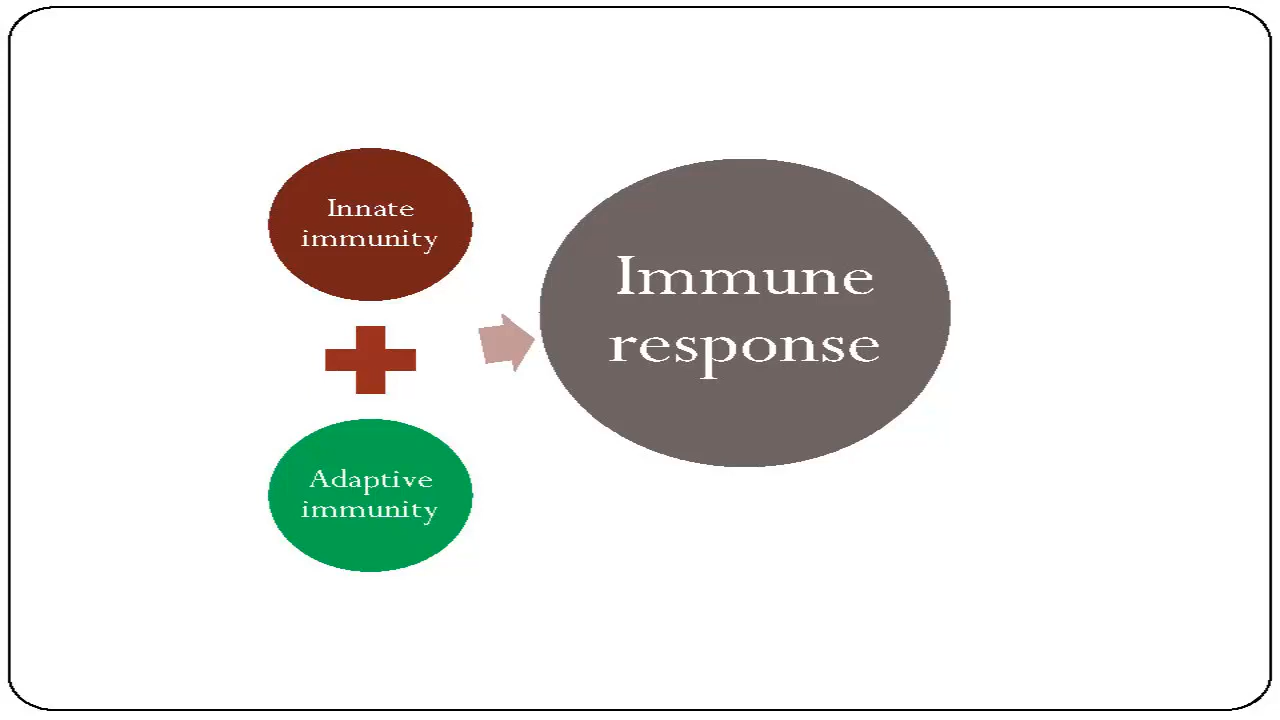 Innate
immunity
Adaptive
immunity
Immune
response